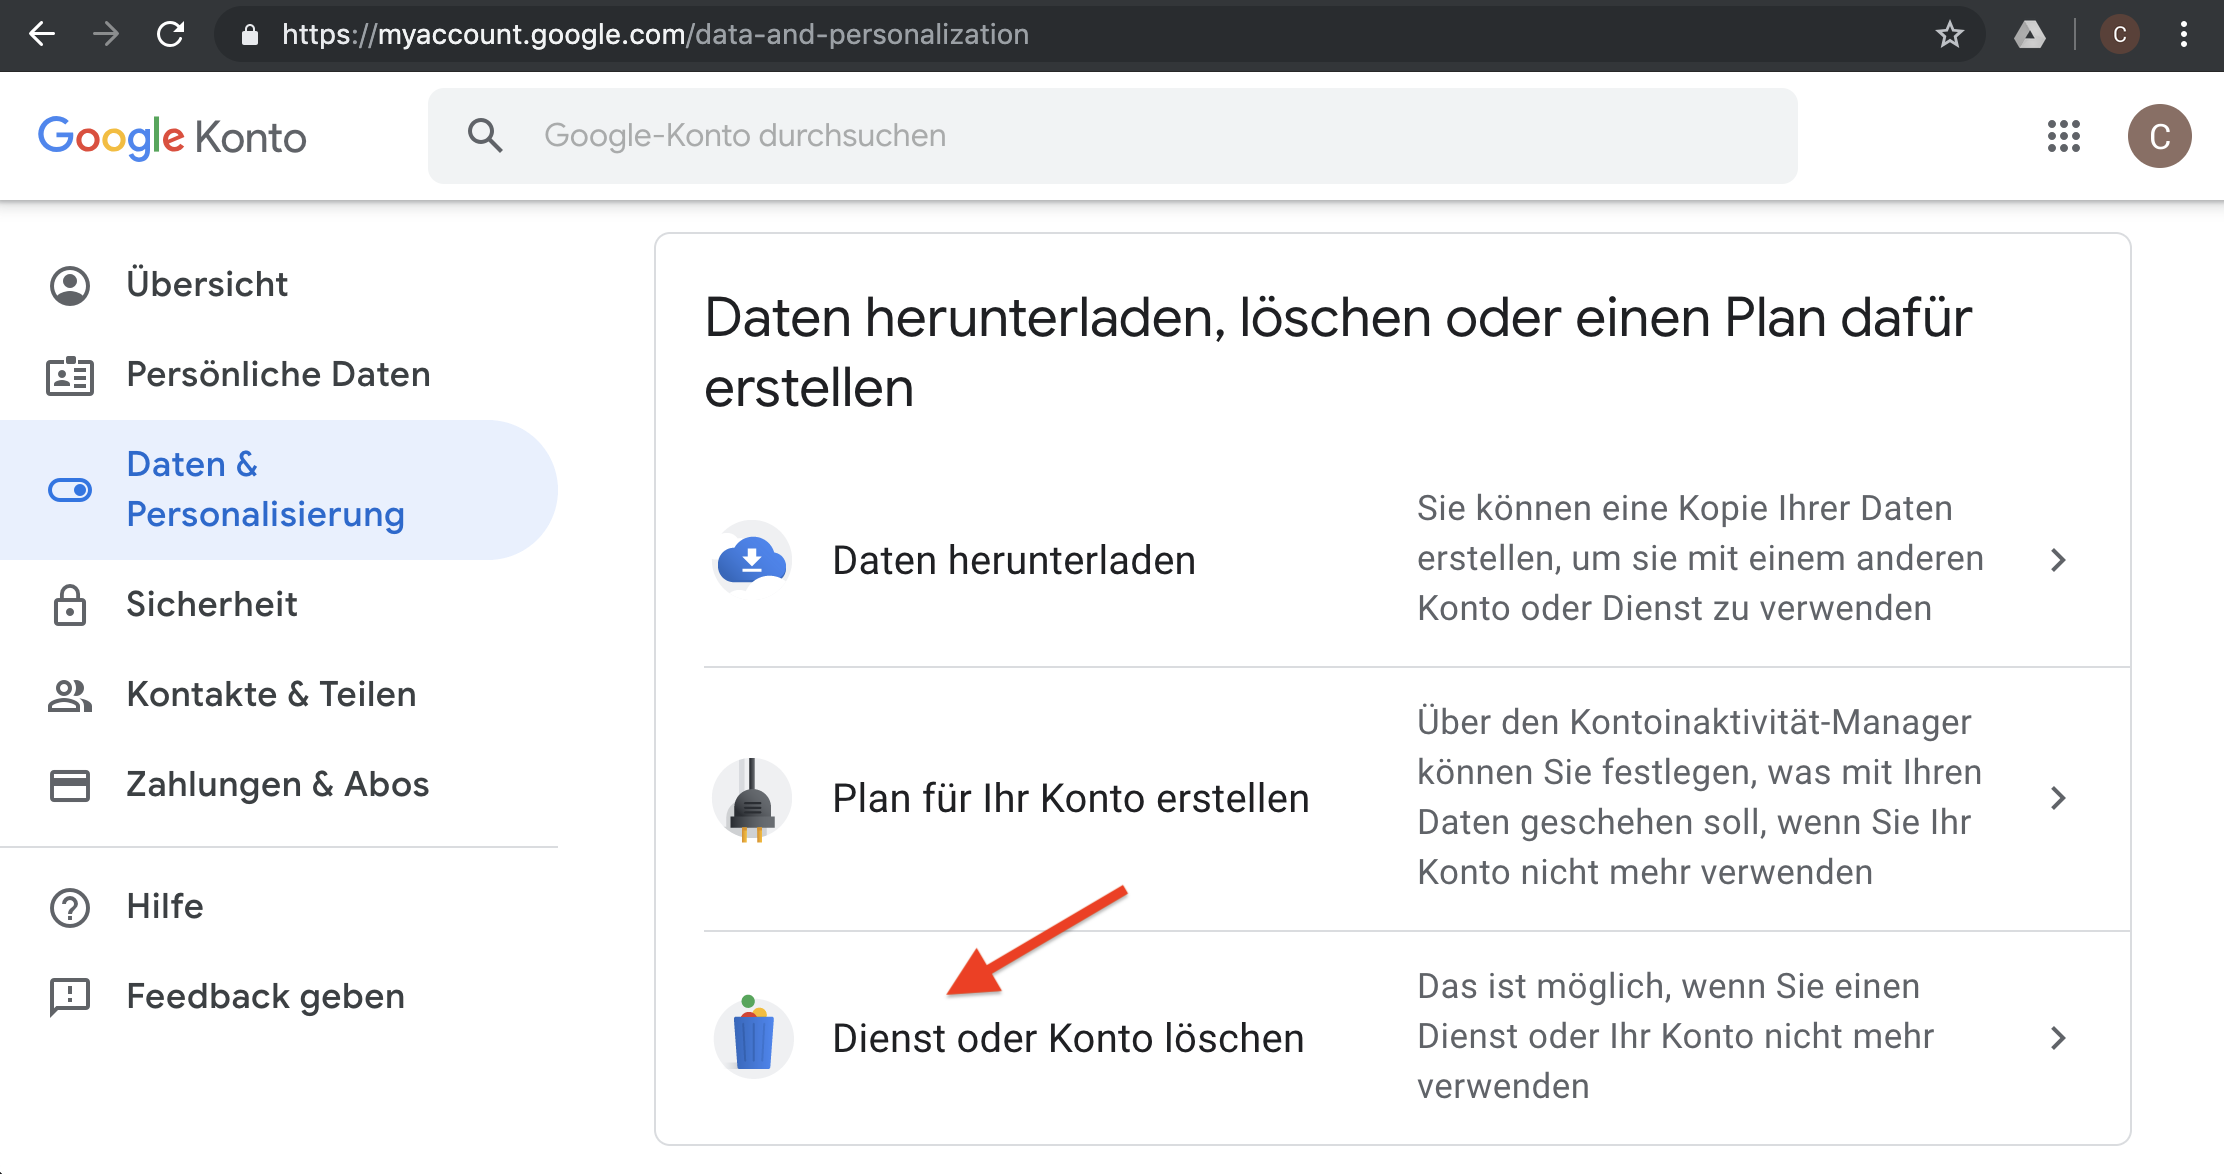 https://myaccount.google.com/data-and-personalization
C
Google Konto
Google-Konto durchsuchen
C
Übersicht
Persönliche Daten
Daten &
Personalisierung
Sicherheit
Kontakte & Teilen
Zahlungen & Abos
Hilfe
Feedback geben
Daten herunterladen, löschen oder einen Plan dafür
erstellen
Daten herunterladen
Sie können eine Kopie Ihrer Daten
erstellen, um sie mit einem anderen
Konto oder Dienst zu verwenden
Plan für Ihr Konto erstellen
Über den Kontoinaktivität-Manager
können Sie festlegen, was mit Ihren
Daten geschehen soll, wenn Sie Ihr
Konto nicht mehr verwenden
Dienst oder Konto löschen
Das ist möglich, wenn Sie einen
Dienst oder Ihr Konto nicht mehr
verwenden